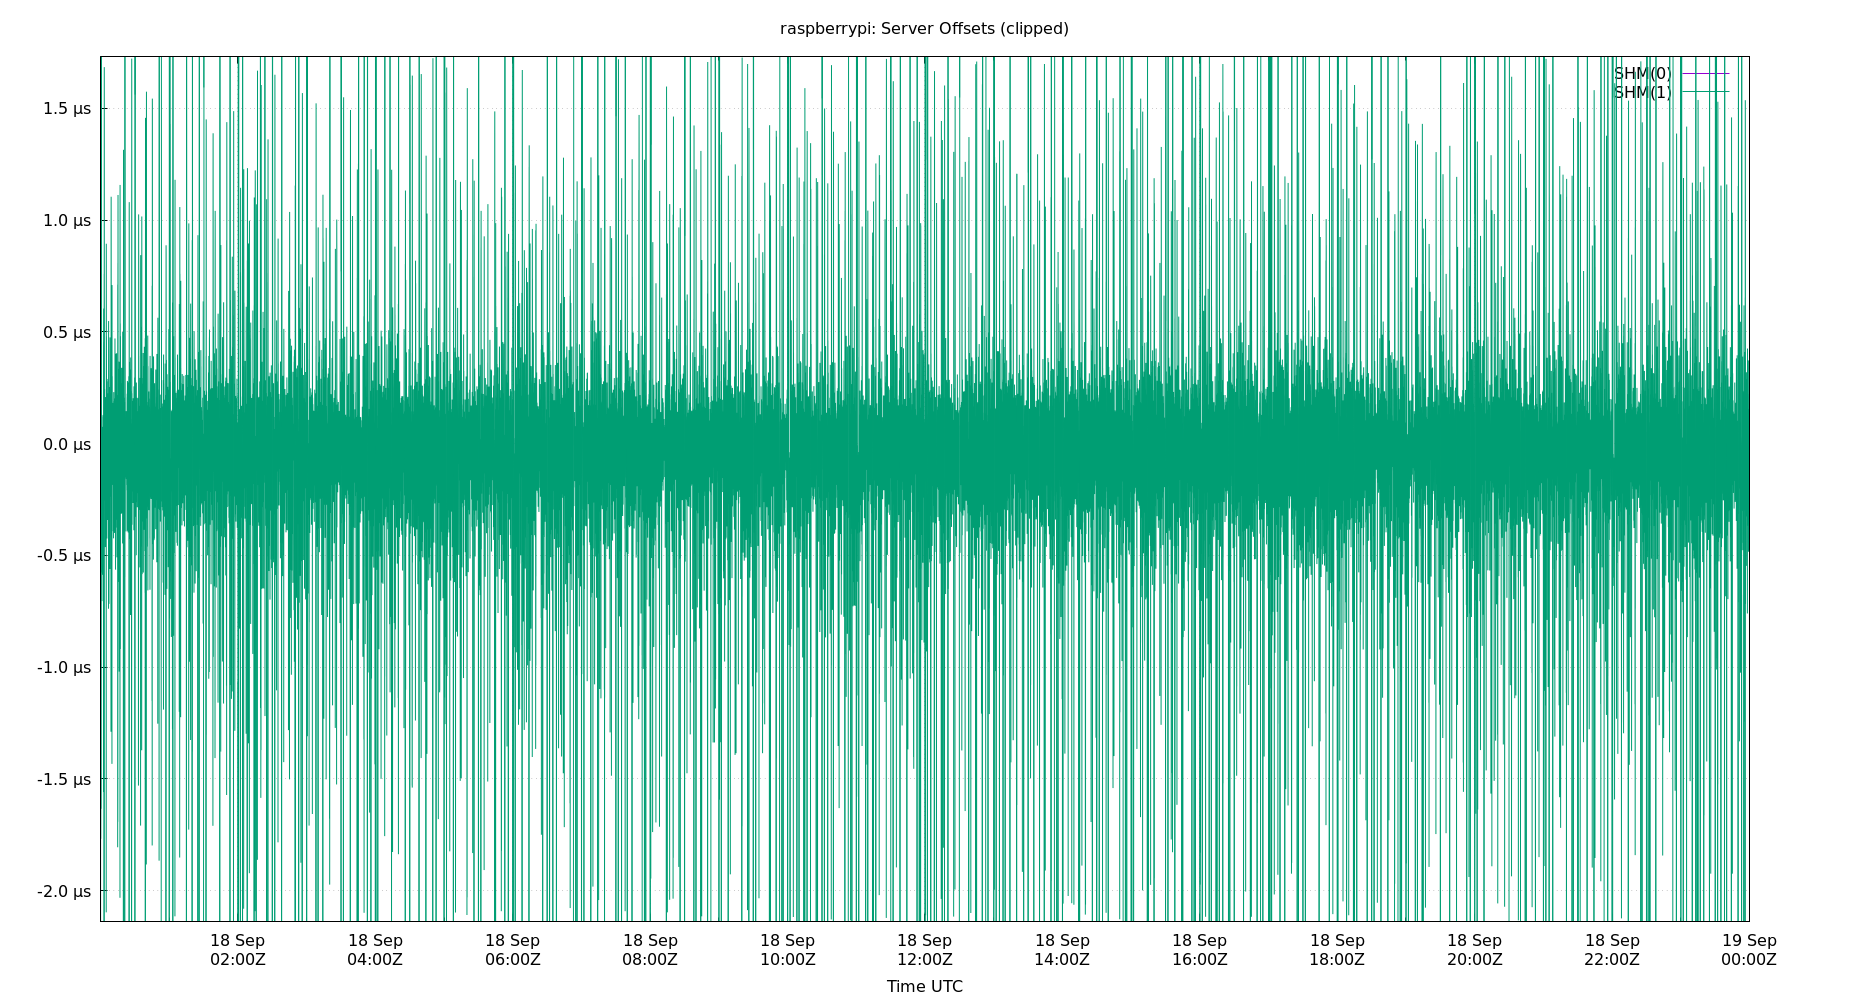 raspberrypi: Server Offsets (clipped)
SHM(0)
SHM(1)
1.5 µs
1.0 µs
0.5 µs
0.0 µs
-0.5 µs
-1.0 µs
-1.5 µs
-2.0 µs
18 Sep 18 Sep 18 Sep 18 Sep 18 Sep 18 Sep 18 Sep 18 Sep 18 Sep 18 Sep 18 Sep 19 Sep
02:00Z 04:00Z 06:00Z 08:00Z 10:00Z 12:00Z 14:00Z 16:00Z 18:00Z 20:00Z 22:00Z 00:00Z
Time UTC